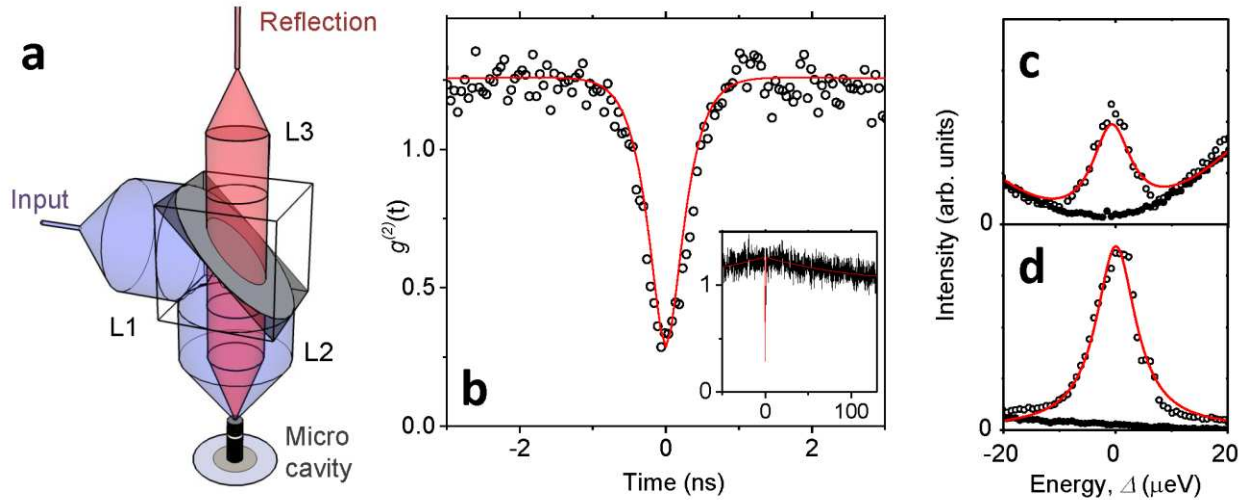 a
Reflection
L3
Input
L1
L2
Micro
cavity
b
g(2)(t)
1.0
0.5
0.0
-2
0
2
Time (ns)
1
0
0
100
c
d
Intensity (arb. units)
0
0
-20
0
20
Energy, Δ (μeV)